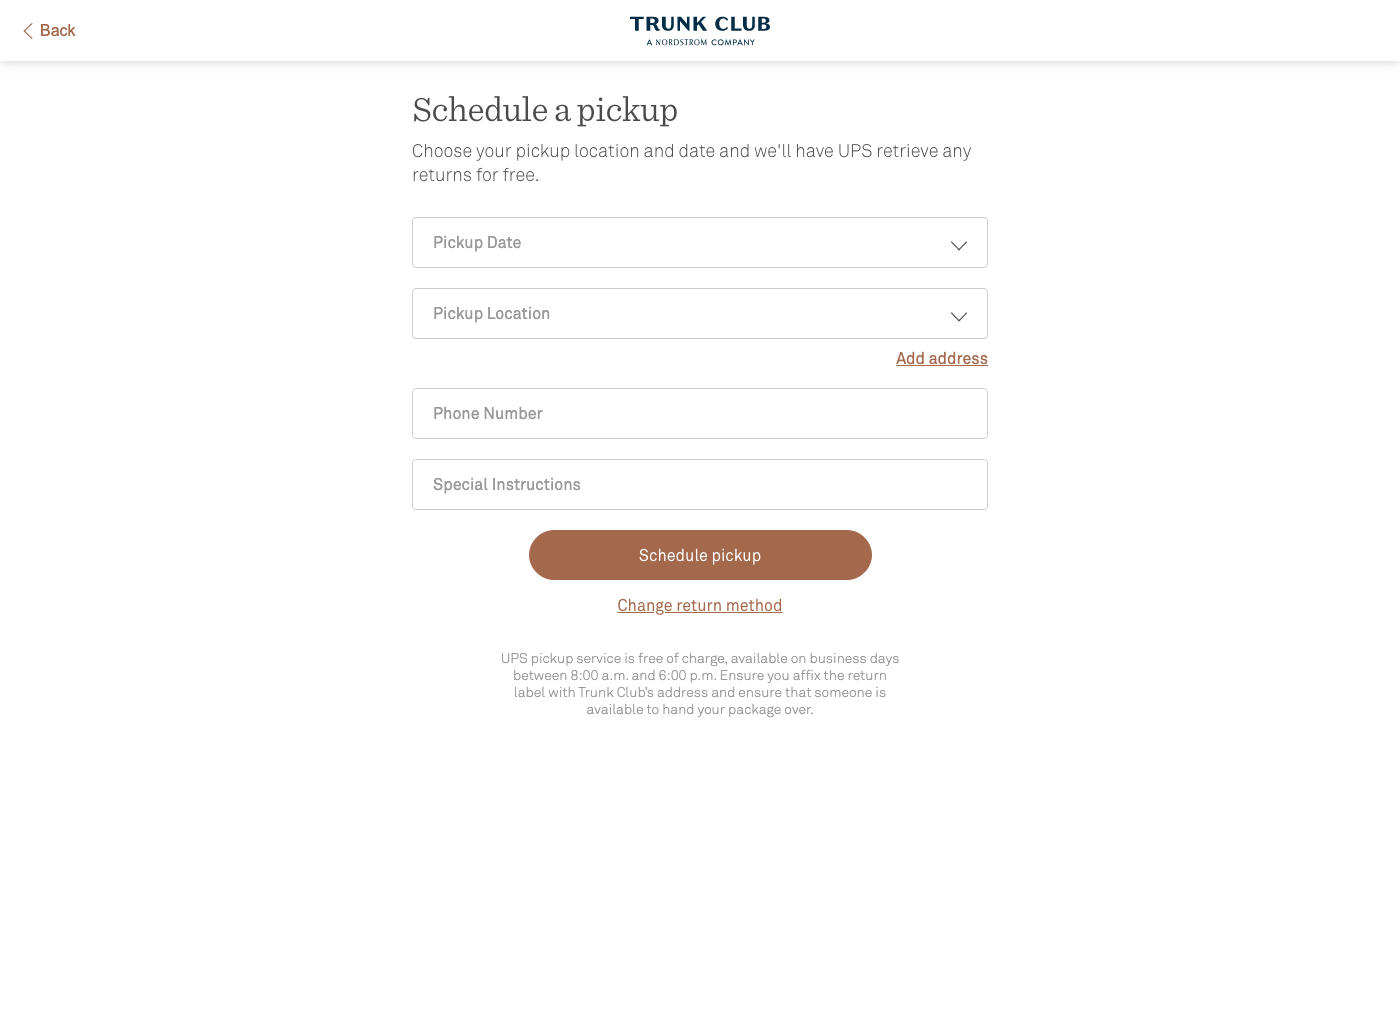 Back
TRUNK CLUB
A NORDSTROM COMPANY
Schedule a pickup
Choose your pickup location and date and we'll have UPS retrieve any
returns for free.
Pickup Date
Pickup Location
Add address
Phone Number
Special Instructions
Schedule pickup
Change return method
UPS pickup service is free of charge, available on business days
between 8:00 a.m. and 6:00 p.m. Ensure you affix the return
label with Trunk Club's address and ensure that someone is
available to hand your package over.